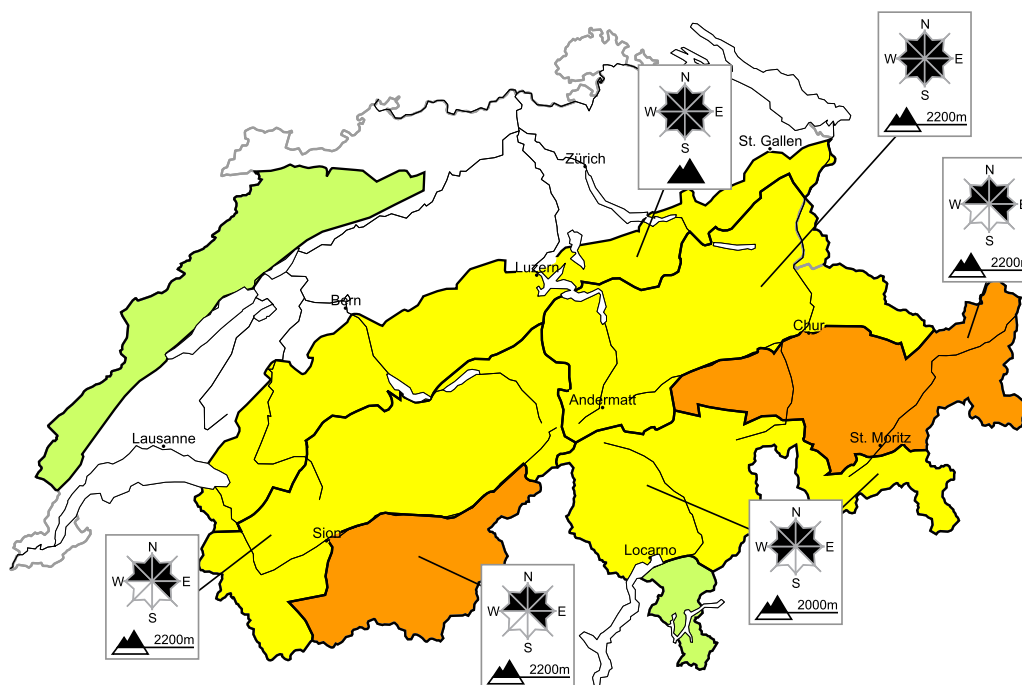 N
W E
S
2200m
N
W E
S
St. Gallen
Zürich
N
W E
S
2200m
Luzern
Bern
Chur
Andermatt
Lausanne
St. Moritz
Sion
Locarno
N
W E
S
2200m
N
W E
S
2200m
N
W E
S
2000m